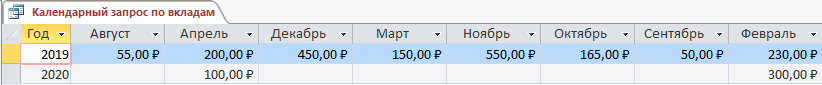 Календарный запрос по вкладам
Год Август Апрель Декабрь Март Ноябрь Октябрь Сентябрь Февраль
2019 55,00 ₽ 200,00 ₽ 450,00 ₽ 150,00 ₽ 550,00 ₽ 165,00 ₽ 50,00 ₽ 230,00 ₽
2020 100,00 ₽ 300,00 ₽